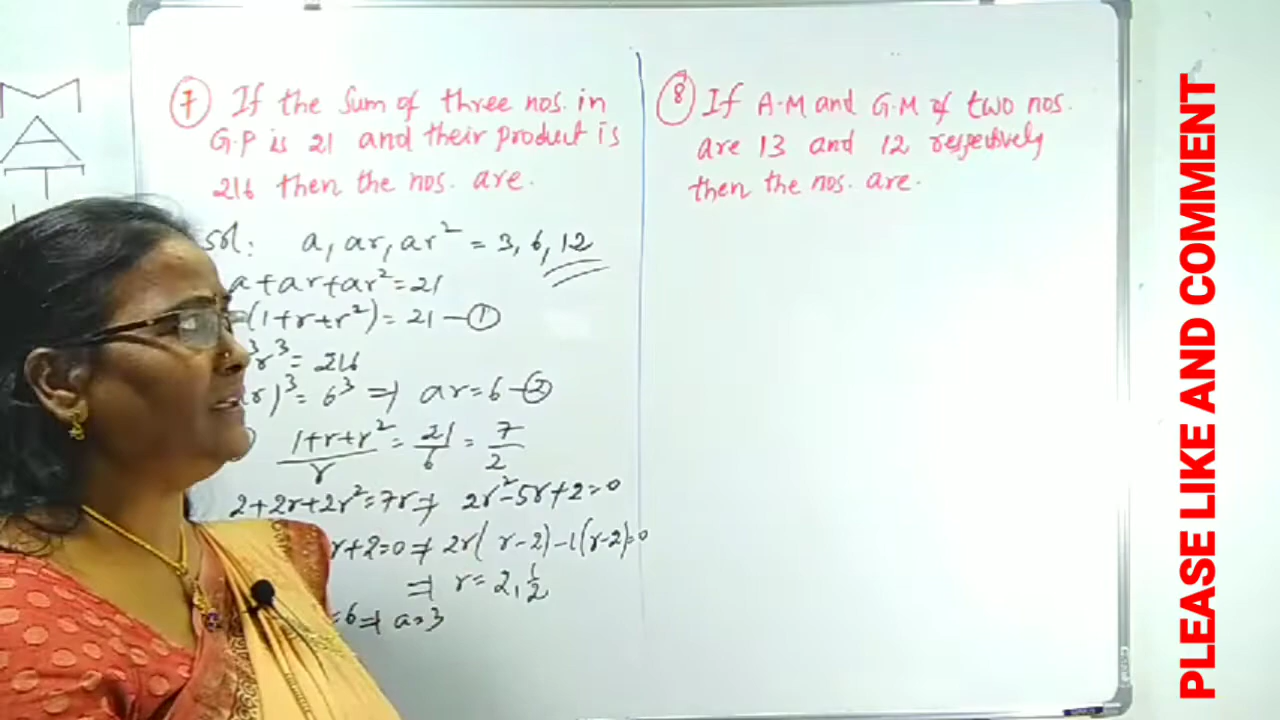 M
A
T
⑦ If the Sum of three nos. in
G.P is 21 and their product is
216 then the nos. are.
Sol: a, ar, ar² = 3, 6, 12
a+ar+ar²=21
(1+r+r²) = 21 — ①
³r³ = 216
r)³ = 6³ ⇒ ar = 6 — ②
1+r+r²/r = 21/6 = 7/2
2+2r+2r²=7r ⇒ 2r²-5r+2=0
r+2=0 ⇒ 2r(r-2)-1(r-2)=0
⇒ r = 2, 1/2
=6 ⇒ a=3
⑧ If A.M and G.M of two nos.
are 13 and 12 respectively
then the nos. are.
PLEASE LIKE AND COMMENT